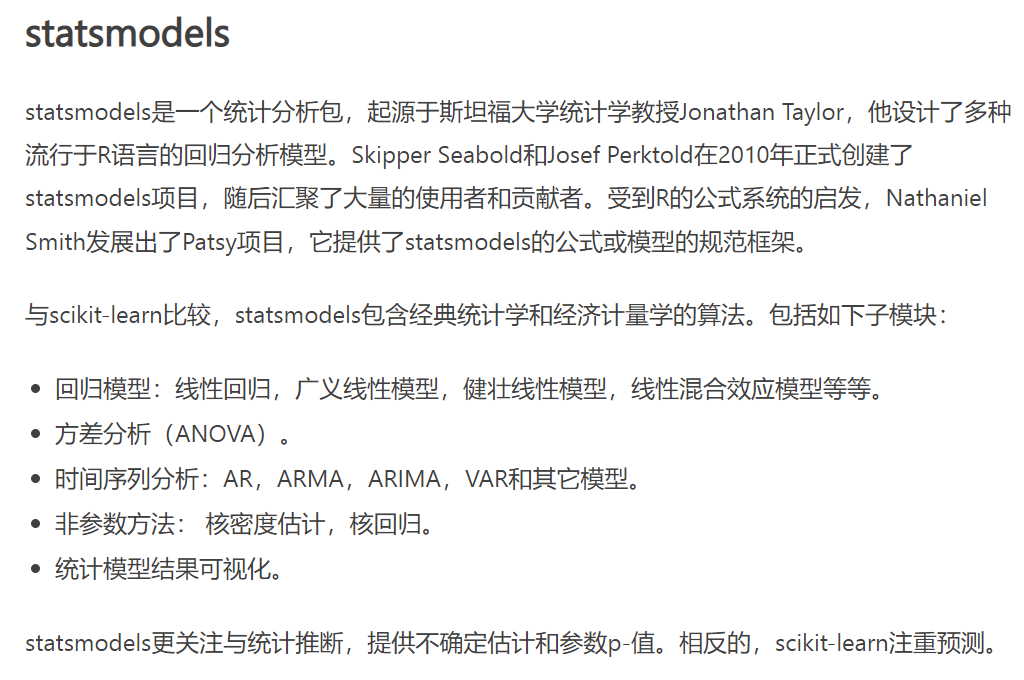 statsmodels
statsmodels是一个统计分析包，起源于斯坦福大学统计学教授Jonathan Taylor，他设计了多种
流行于R语言的回归分析模型。Skipper Seabold和Josef Perktold在2010年正式创建了
statsmodels项目，随后汇聚了大量的使用者和贡献者。受到R的公式系统的启发，Nathaniel
Smith发展出了Patsy项目，它提供了statsmodels的公式或模型的规范框架。
与scikit-learn比较，statsmodels包含经典统计学和经济计量学的算法。包括如下子模块：
• 回归模型：线性回归，广义线性模型，健壮线性模型，线性混合效应模型等等。
• 方差分析（ANOVA）。
• 时间序列分析：AR，ARMA，ARIMA，VAR和其它模型。
• 非参数方法： 核密度估计，核回归。
• 统计模型结果可视化。
statsmodels更关注与统计推断，提供不确定估计和参数p-值。相反的，scikit-learn注重预测。